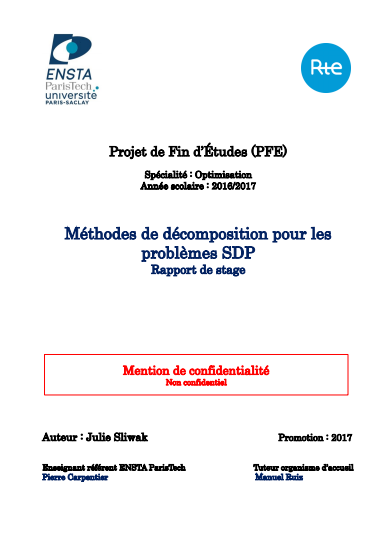 ENSTA
ParisTech
université
PARIS-SACLAY
Rte
Projet de Fin d'Études (PFE)
Spécialité : Optimisation
Année scolaire : 2016/2017
Méthodes de décomposition pour les
problèmes SDP
Rapport de stage
Mention de confidentialité
Non confidentiel
Auteur : Julie Sliwak
Promotion : 2017
Enseignant référent ENSTA ParisTech
Tuteur organisme d'accueil
Pierre Carpentier
Manuel Ruiz